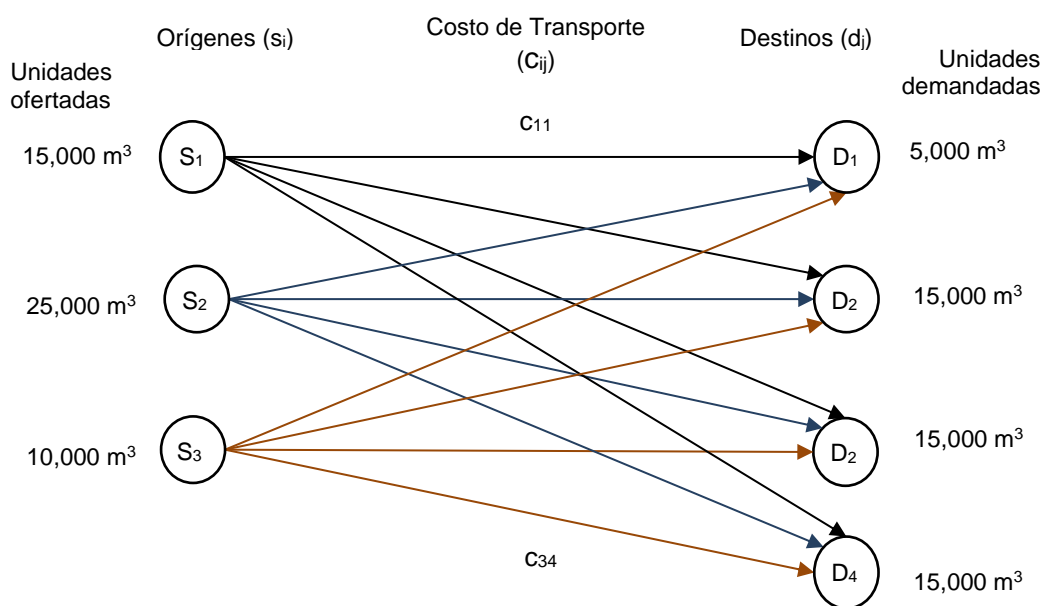 Orígenes (sᵢ)
Costo de Transporte
(cᵢⱼ)
Destinos (dⱼ)
Unidades
ofertadas
Unidades
demandadas
c₁₁
15,000 m³
S₁
D₁
5,000 m³
25,000 m³
S₂
D₂
15,000 m³
10,000 m³
S₃
D₂
15,000 m³
c₃₄
D₄
15,000 m³